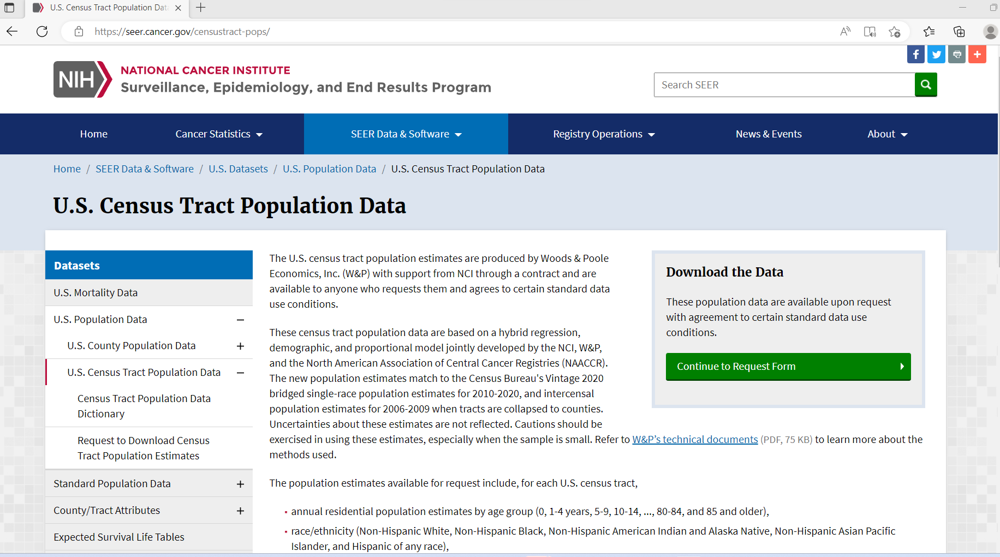 U.S. Census Tract Population Dat
https://seer.cancer.gov/censustract-pops/
NIH
NATIONAL CANCER INSTITUTE
Surveillance, Epidemiology, and End Results Program
Search SEER
Home
Cancer Statistics
SEER Data & Software
Registry Operations
News & Events
About
Home / SEER Data & Software / U.S. Datasets / U.S. Population Data / U.S. Census Tract Population Data
U.S. Census Tract Population Data
Datasets
U.S. Mortality Data
U.S. Population Data
U.S. County Population Data
U.S. Census Tract Population Data
Census Tract Population Data
Dictionary
Request to Download Census
Tract Population Estimates
Standard Population Data
County/Tract Attributes
Expected Survival Life Tables
The U.S. census tract population estimates are produced by Woods & Poole
Economics, Inc. (W&P) with support from NCI through a contract and are
available to anyone who requests them and agrees to certain standard data
use conditions.
These census tract population data are based on a hybrid regression,
demographic, and proportional model jointly developed by the NCI, W&P,
and the North American Association of Central Cancer Registries (NAACCR).
The new population estimates match to the Census Bureau's Vintage 2020
bridged single-race population estimates for 2010-2020, and intercensal
population estimates for 2006-2009 when tracts are collapsed to counties.
Uncertainties about these estimates are not reflected. Cautions should be
exercised in using these estimates, especially when the sample is small. Refer to W&P’s technical documents (PDF, 75 KB) to learn more about the
methods used.
The population estimates available for request include, for each U.S. census tract,
annual residential population estimates by age group (0, 1-4 years, 5-9, 10-14, ..., 80-84, and 85 and older),
race/ethnicity (Non-Hispanic White, Non-Hispanic Black, Non-Hispanic American Indian and Alaska Native, Non-Hispanic Asian Pacific
Islander, and Hispanic of any race),
Download the Data
These population data are available upon request
with agreement to certain standard data use
conditions.
Continue to Request Form